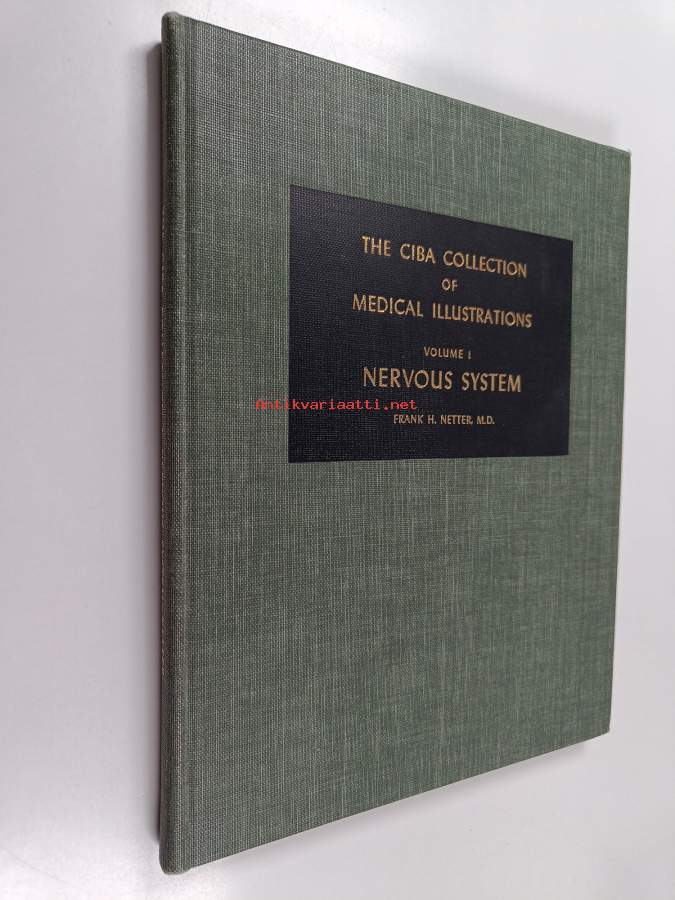 THE CIBA COLLECTION
OF
MEDICAL ILLUSTRATIONS
VOLUME I
NERVOUS SYSTEM
Antikvariaatti.net
FRANK H. NETTER, M.D.